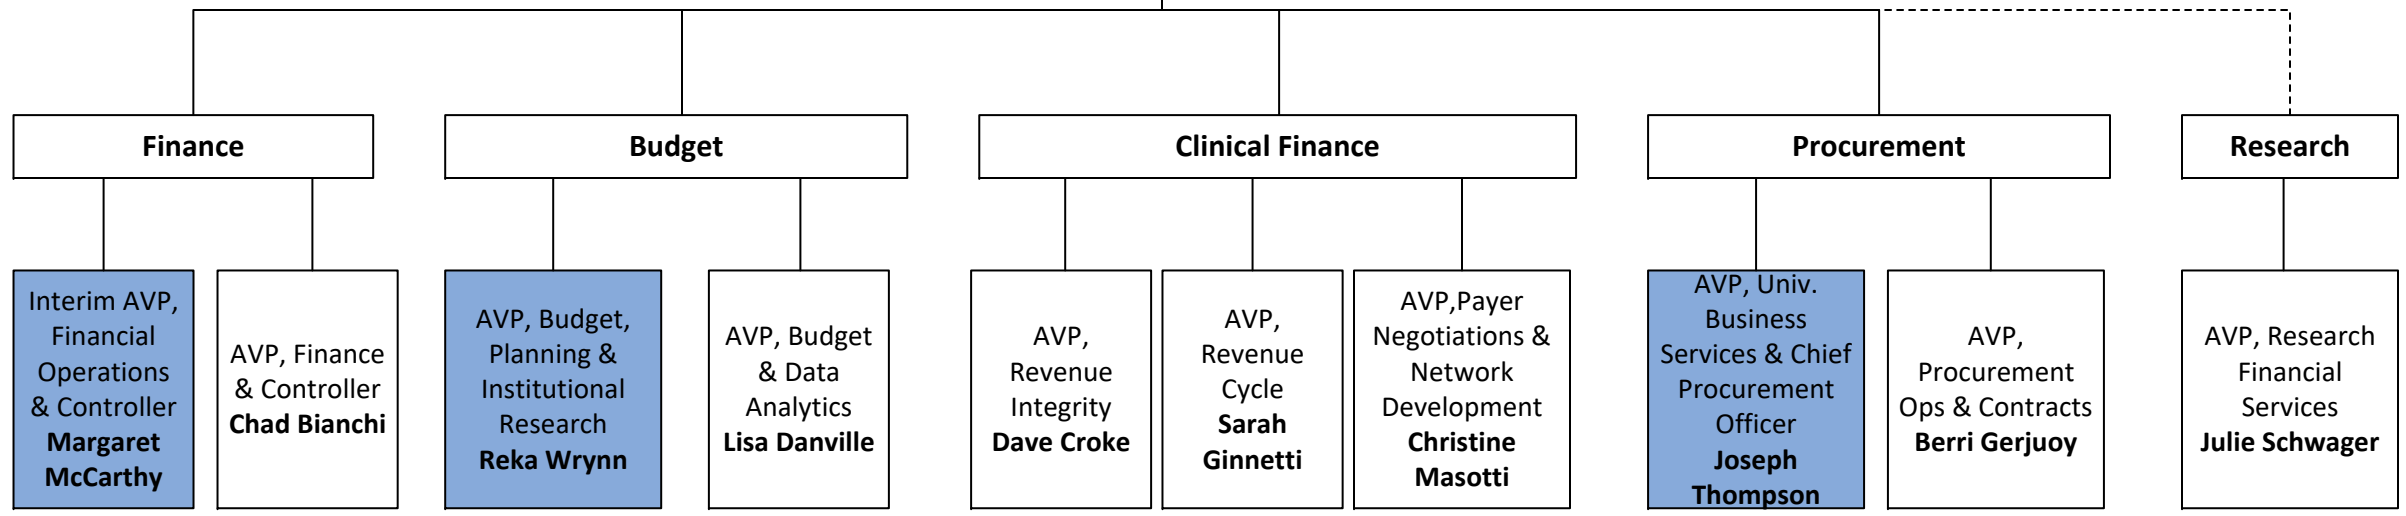 Finance
Budget
Clinical Finance
Procurement
Research
Interim AVP,
Financial
Operations
& Controller
Margaret
McCarthy
AVP, Finance
& Controller
Chad Bianchi
AVP, Budget,
Planning &
Institutional
Research
Reka Wrynn
AVP, Budget
& Data
Analytics
Lisa Danville
AVP,
Revenue
Integrity
Dave Croke
AVP,
Revenue
Cycle
Sarah
Ginnetti
AVP,Payer
Negotiations &
Network
Development
Christine
Masotti
AVP, Univ.
Business
Services & Chief
Procurement
Officer
Joseph
Thompson
AVP,
Procurement
Ops & Contracts
Berri Gerjuoy
AVP, Research
Financial
Services
Julie Schwager